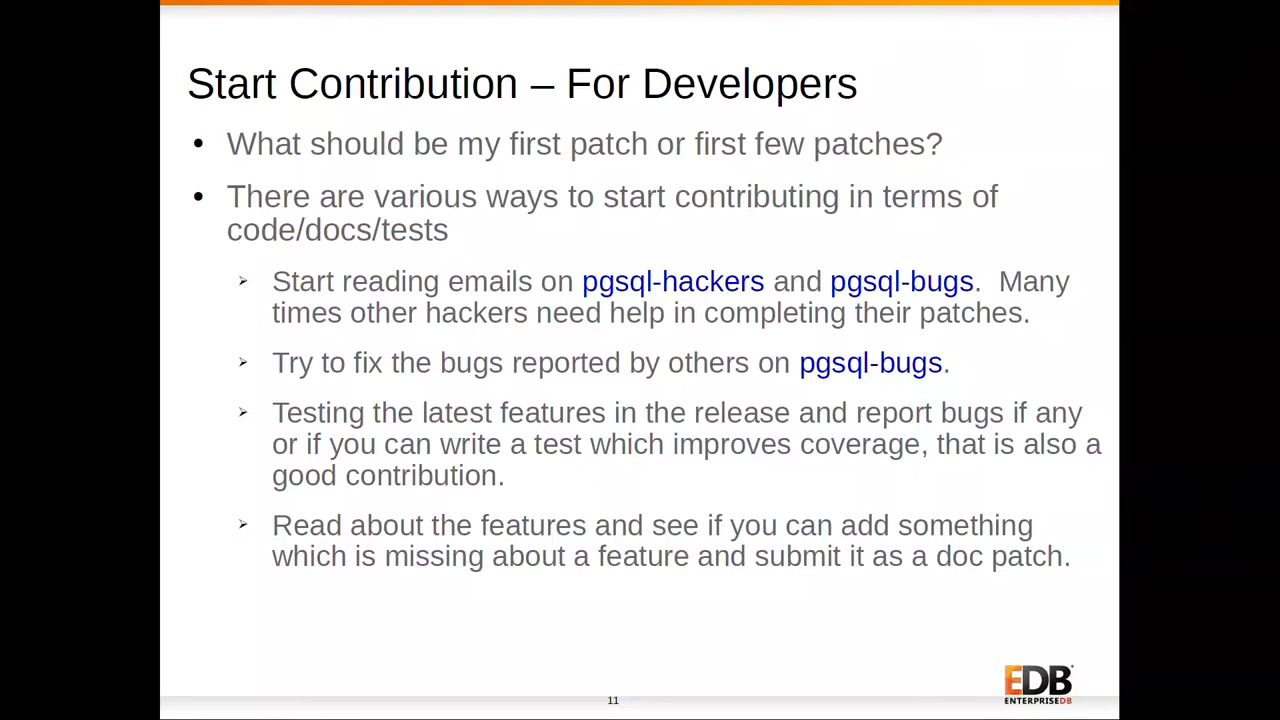 Start Contribution – For Developers
• What should be my first patch or first few patches?
• There are various ways to start contributing in terms of
code/docs/tests
➢ Start reading emails on pgsql-hackers and pgsql-bugs.  Many
times other hackers need help in completing their patches.
➢ Try to fix the bugs reported by others on pgsql-bugs.
➢ Testing the latest features in the release and report bugs if any
or if you can write a test which improves coverage, that is also a
good contribution.
➢ Read about the features and see if you can add something
which is missing about a feature and submit it as a doc patch.
EDB
ENTERPRISEDB
11